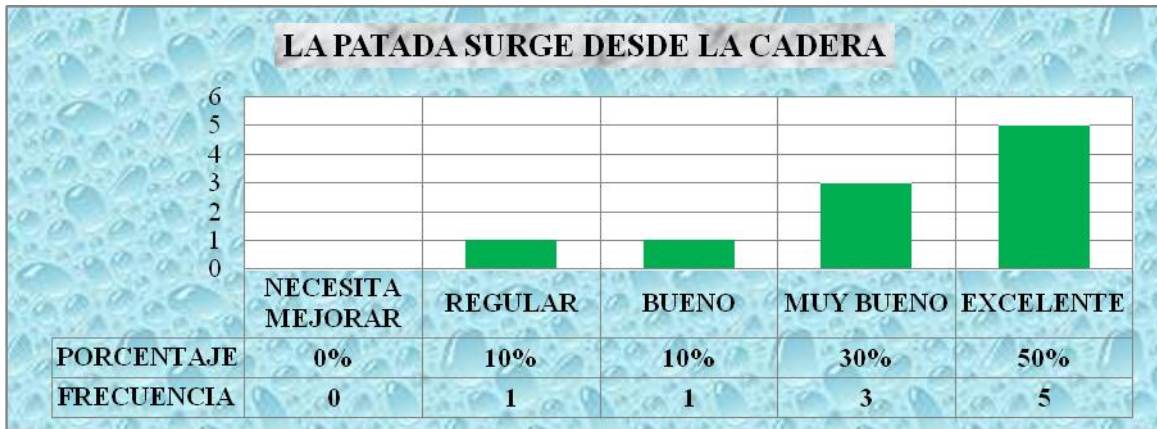 LA PATADA SURGE DESDE LA CADERA
6
5
4
3
2
1
0
NECESITA MEJORAR REGULAR BUENO MUY BUENO EXCELENTE
PORCENTAJE 0% 10% 10% 30% 50%
FRECUENCIA 0 1 1 3 5